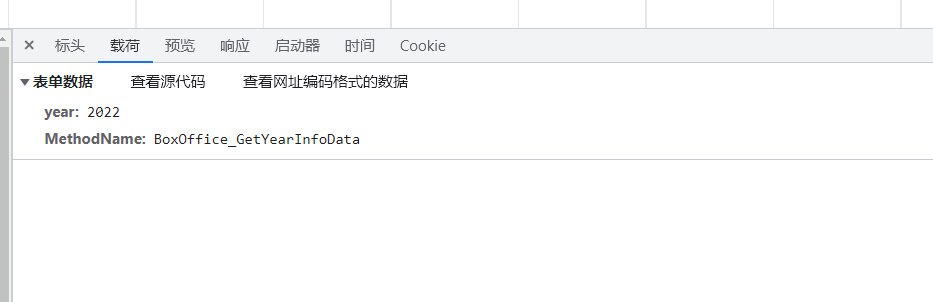 × 标头 载荷 预览 响应 启动器 时间 Cookie
▼表单数据 查看源代码 查看网址编码格式的数据
year: 2022
MethodName: BoxOffice_GetYearInfoData